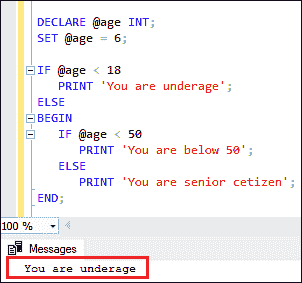 DECLARE @age INT;
SET @age = 6;
IF @age < 18
PRINT 'You are underage';
ELSE
BEGIN
IF @age < 50
PRINT 'You are below 50';
ELSE
PRINT 'You are senior cetizen');
END;
100 %
Messages
You are underage